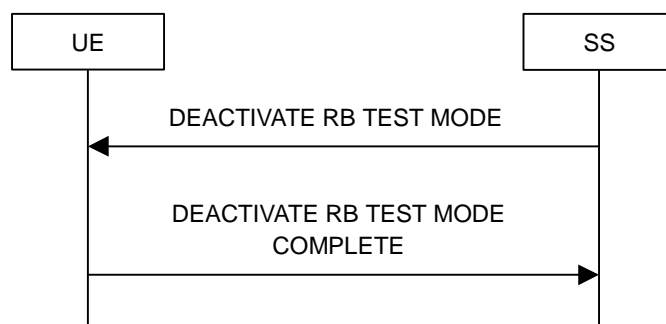 UE
SS
DEACTIVATE RB TEST MODE
DEACTIVATE RB TEST MODE
COMPLETE